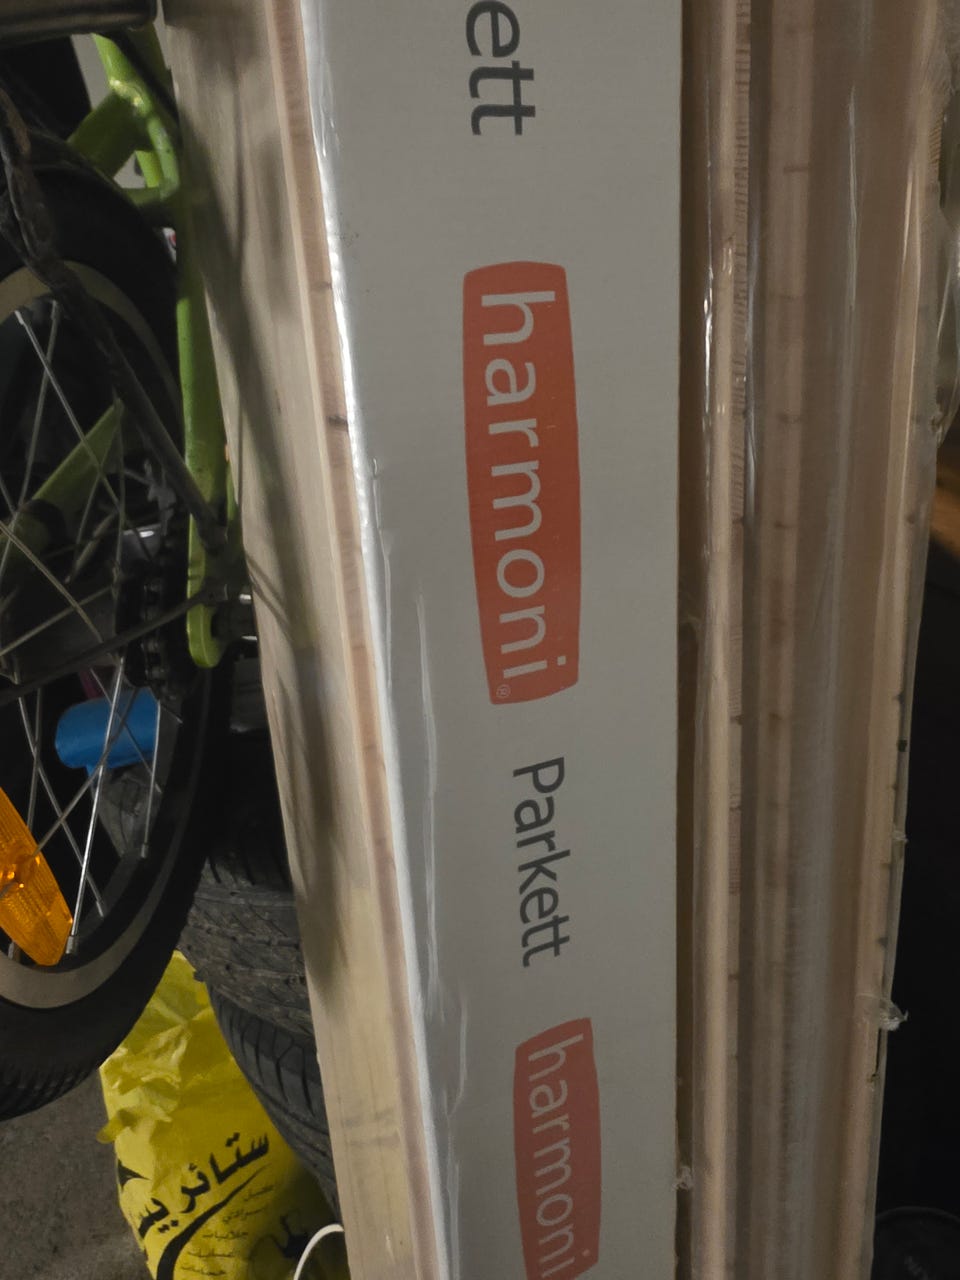 ett
harmoni®
Parkett
harmoni
ستائر